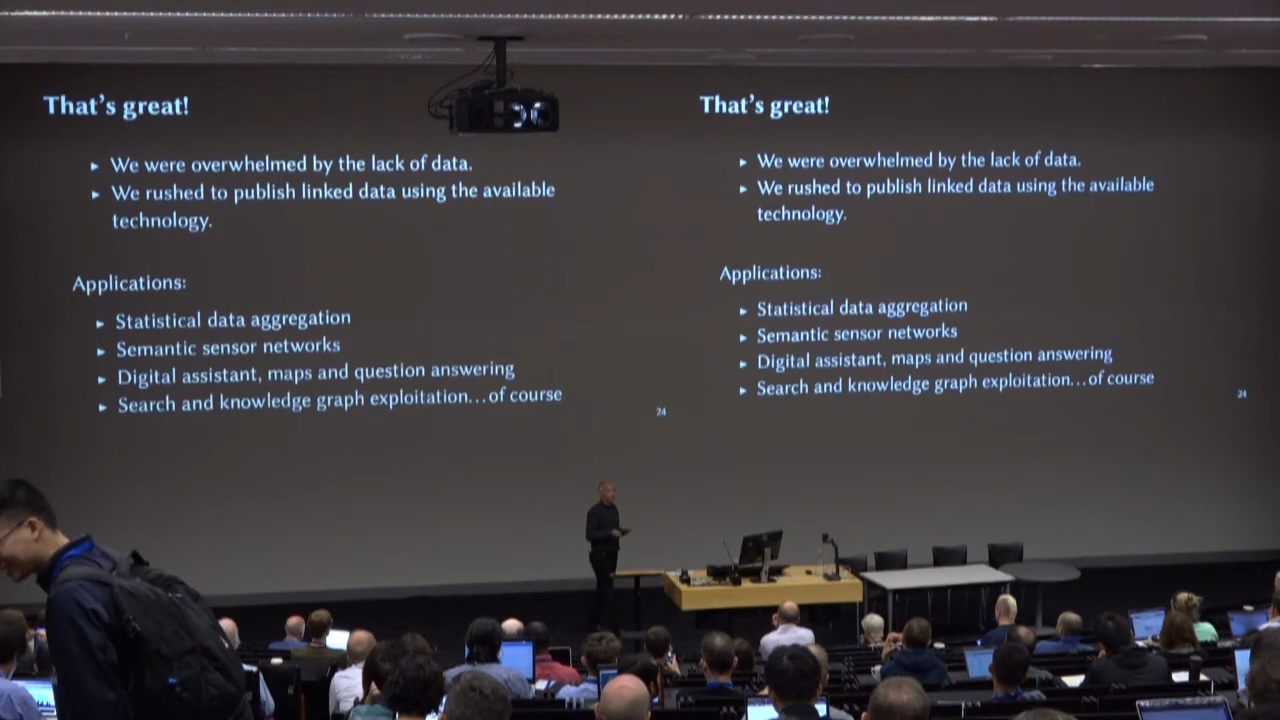 That's great!
▸ We were overwhelmed by the lack of data.
▸ We rushed to publish linked data using the available
technology.
Applications:
▸ Statistical data aggregation
▸ Semantic sensor networks
▸ Digital assistant, maps and question answering
▸ Search and knowledge graph exploitation...of course
24
That's great!
▸ We were overwhelmed by the lack of data.
▸ We rushed to publish linked data using the available
technology.
Applications:
▸ Statistical data aggregation
▸ Semantic sensor networks
▸ Digital assistant, maps and question answering
▸ Search and knowledge graph exploitation...of course
24